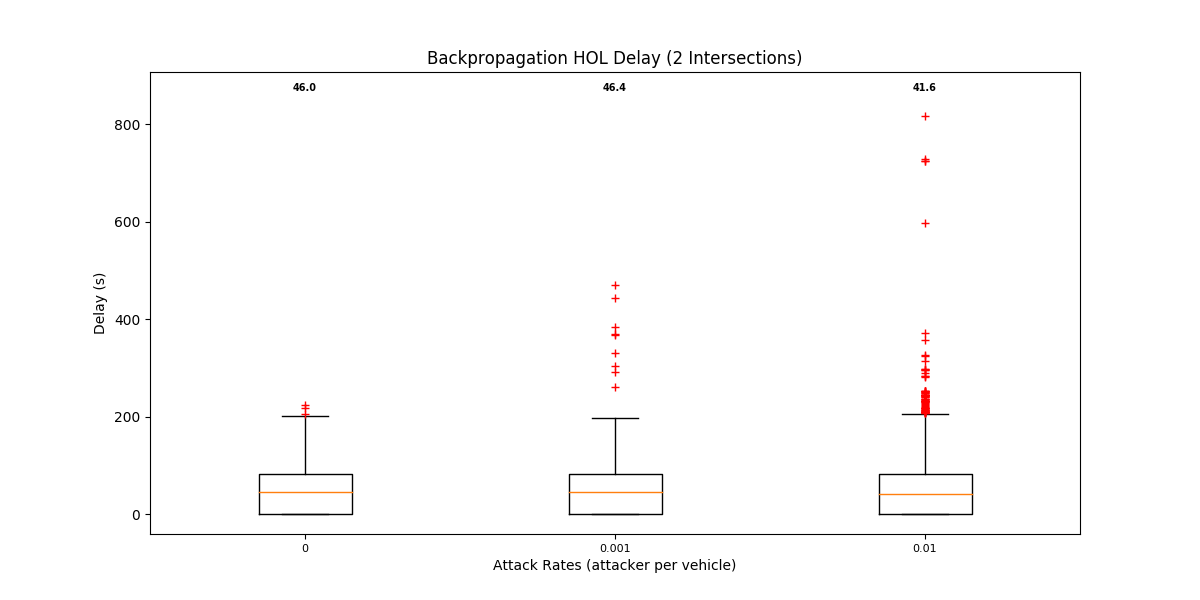 Backpropagation HOL Delay (2 Intersections)
46.0 46.4 41.6
800
600
400
200
0
Delay (s)
0 0.001 0.01
Attack Rates (attacker per vehicle)